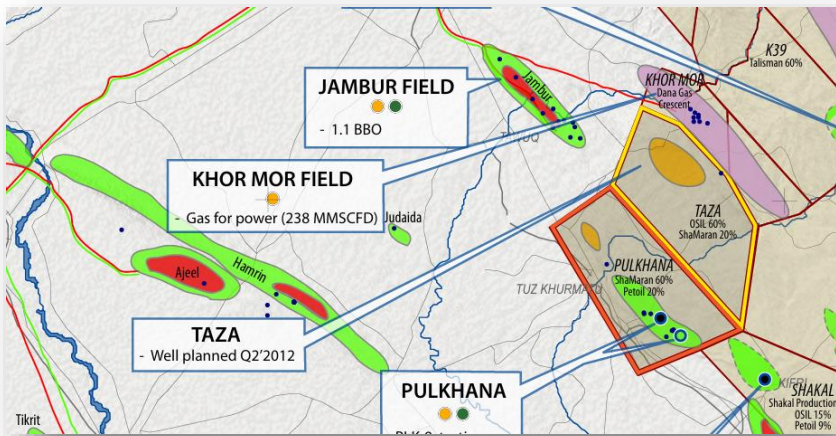 K39
Talisman 60%
KHOR MOR
Dana Gas
Crescent
Jambur
JAMBUR FIELD
- 1.1 BBO
KHOR MOR FIELD
- Gas for power (238 MMSCFD)
Judaida
TAZA
OSIL 60%
ShaMaran 20%
PULKHANA
ShaMaran 60%
Petoil 20%
TUZ KHURMATU
Ajeel
Hamrin
TAZA
- Well planned Q2'2012
PULKHANA
KIFRI
SHAKAL
Shakal Production
OSIL 15%
Petoil 9%
Tikrit